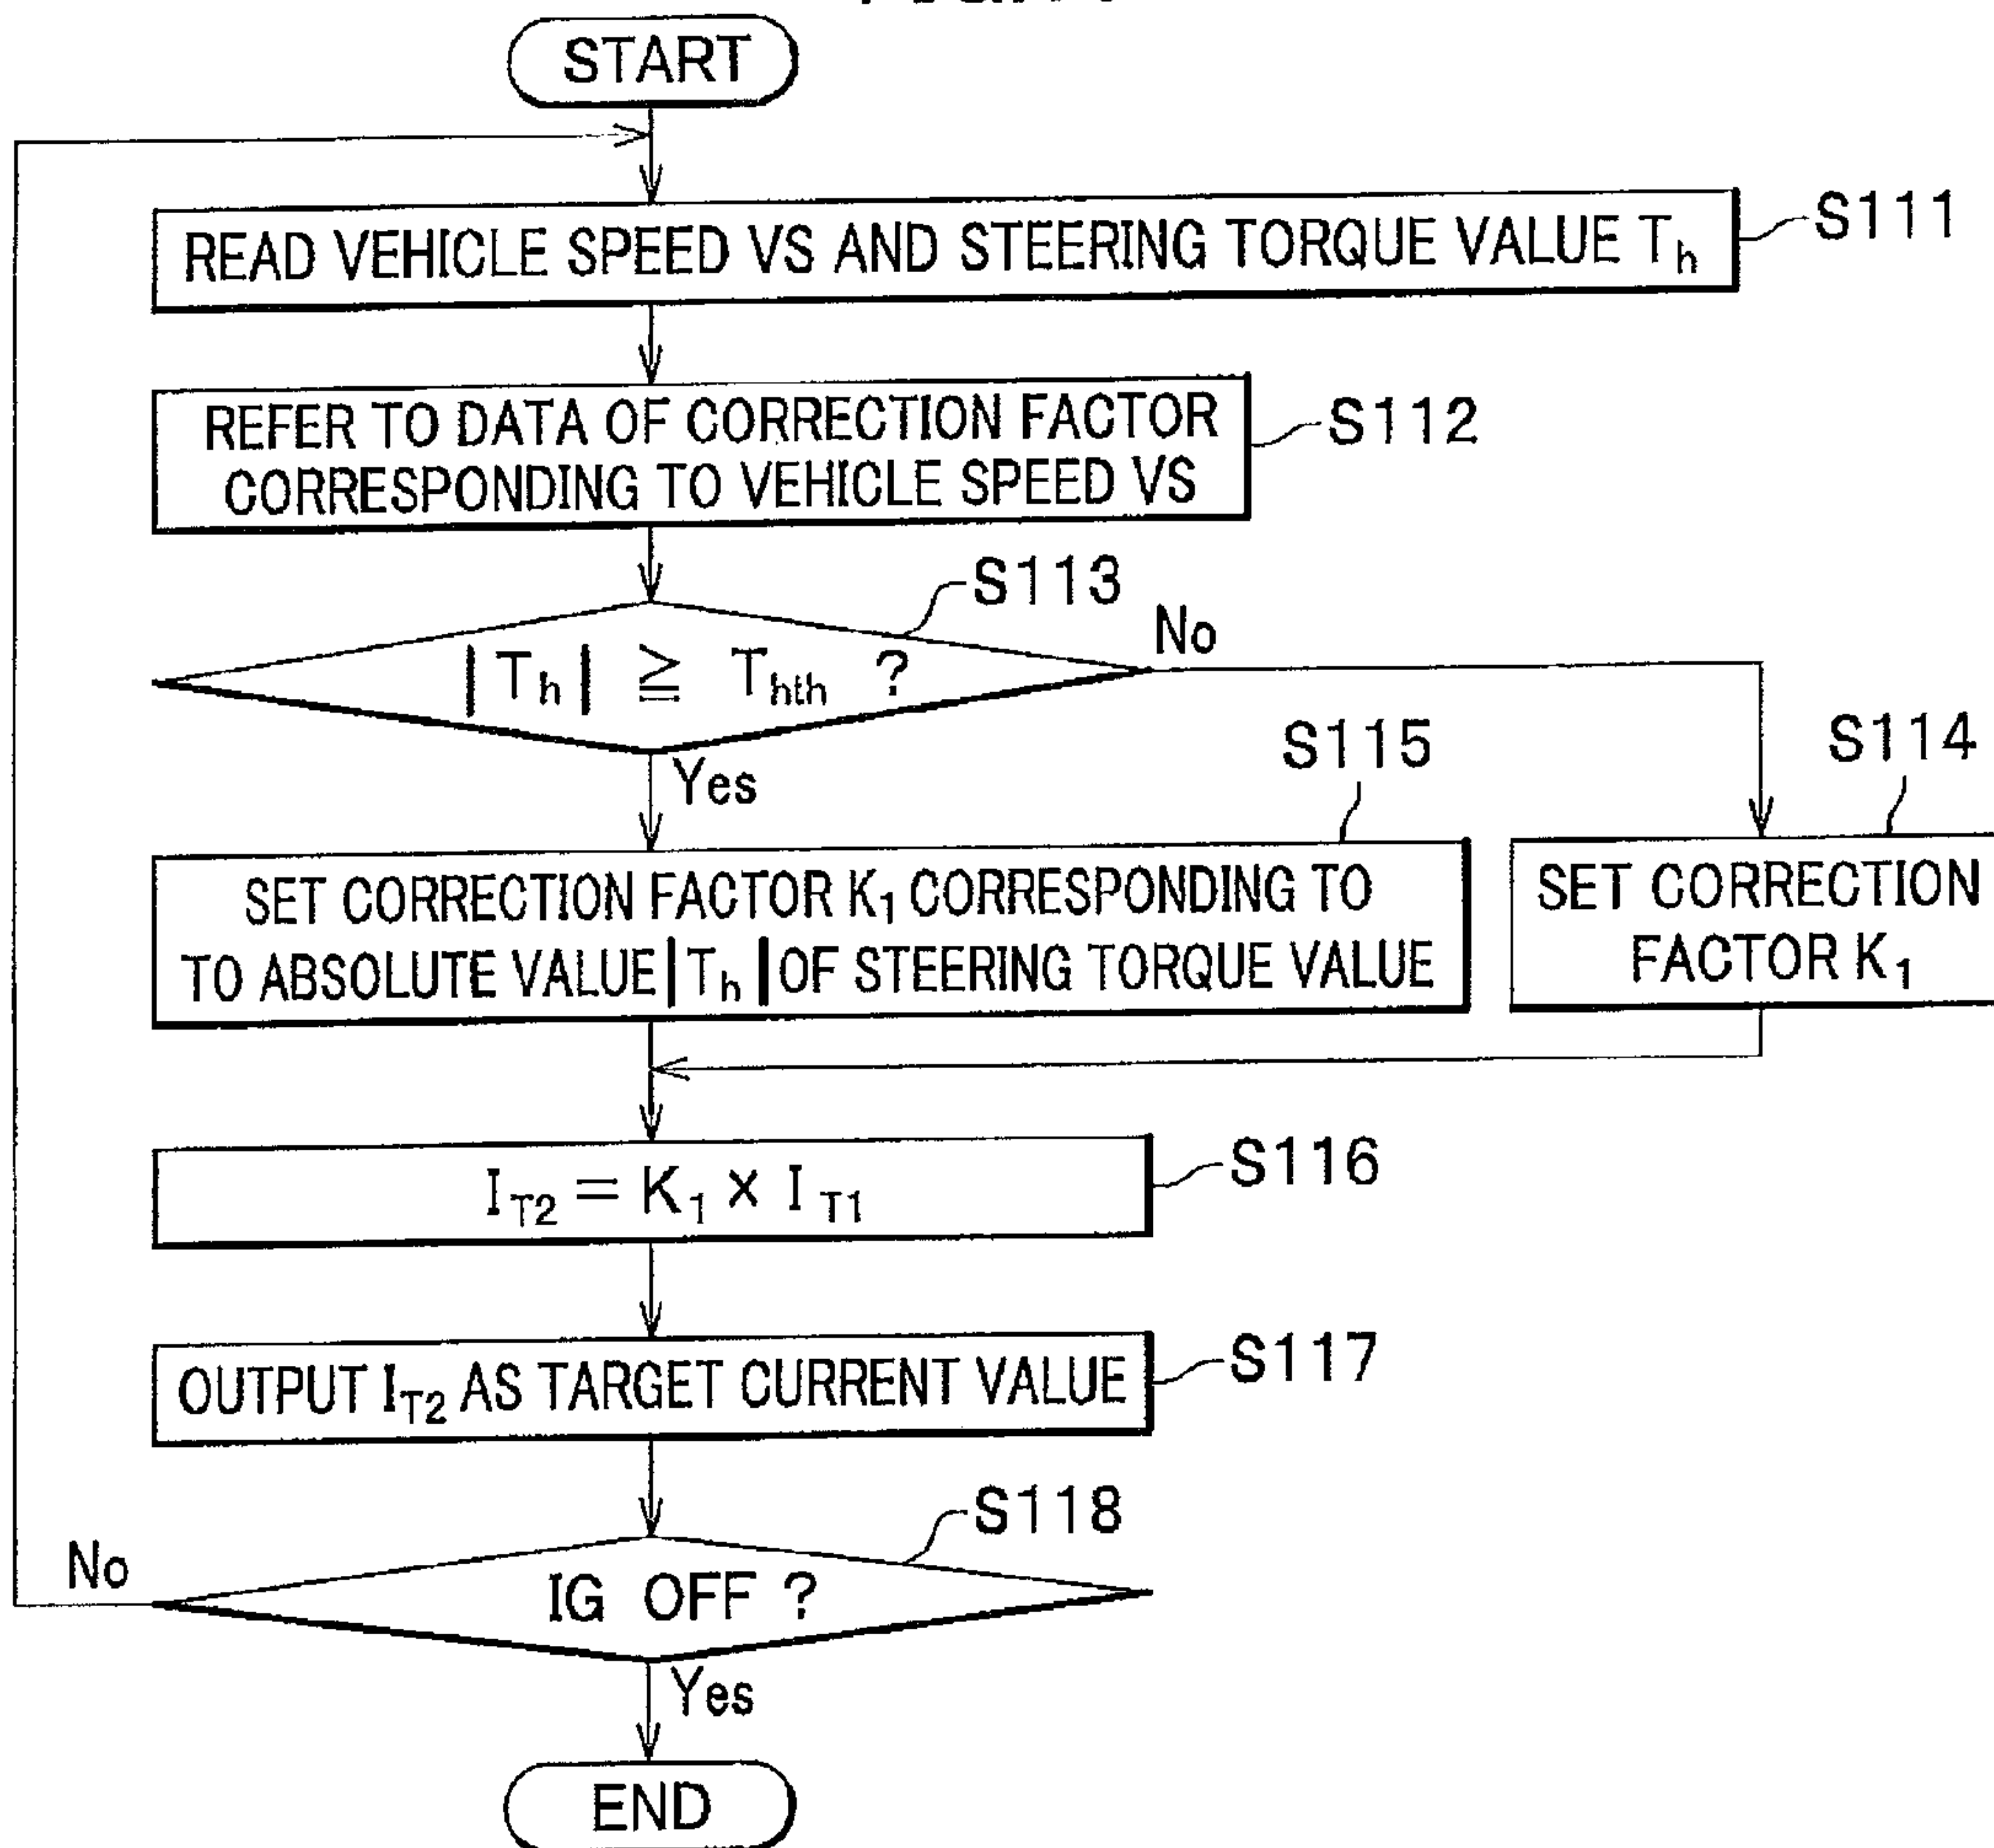 START
READ VEHICLE SPEED VS AND STEERING TORQUE VALUE Th
S111
REFER TO DATA OF CORRECTION FACTOR
CORRESPONDING TO VEHICLE SPEED VS
S112
S113
|Th| ≧ Thth ?
No
Yes
S115
S114
SET CORRECTION FACTOR K1 CORRESPONDING TO
TO ABSOLUTE VALUE|Th|OF STEERING TORQUE VALUE
SET CORRECTION
FACTOR K1
IT2 = K1 × IT1
S116
OUTPUT IT2 AS TARGET CURRENT VALUE
S117
S118
No
IG OFF ?
Yes
END